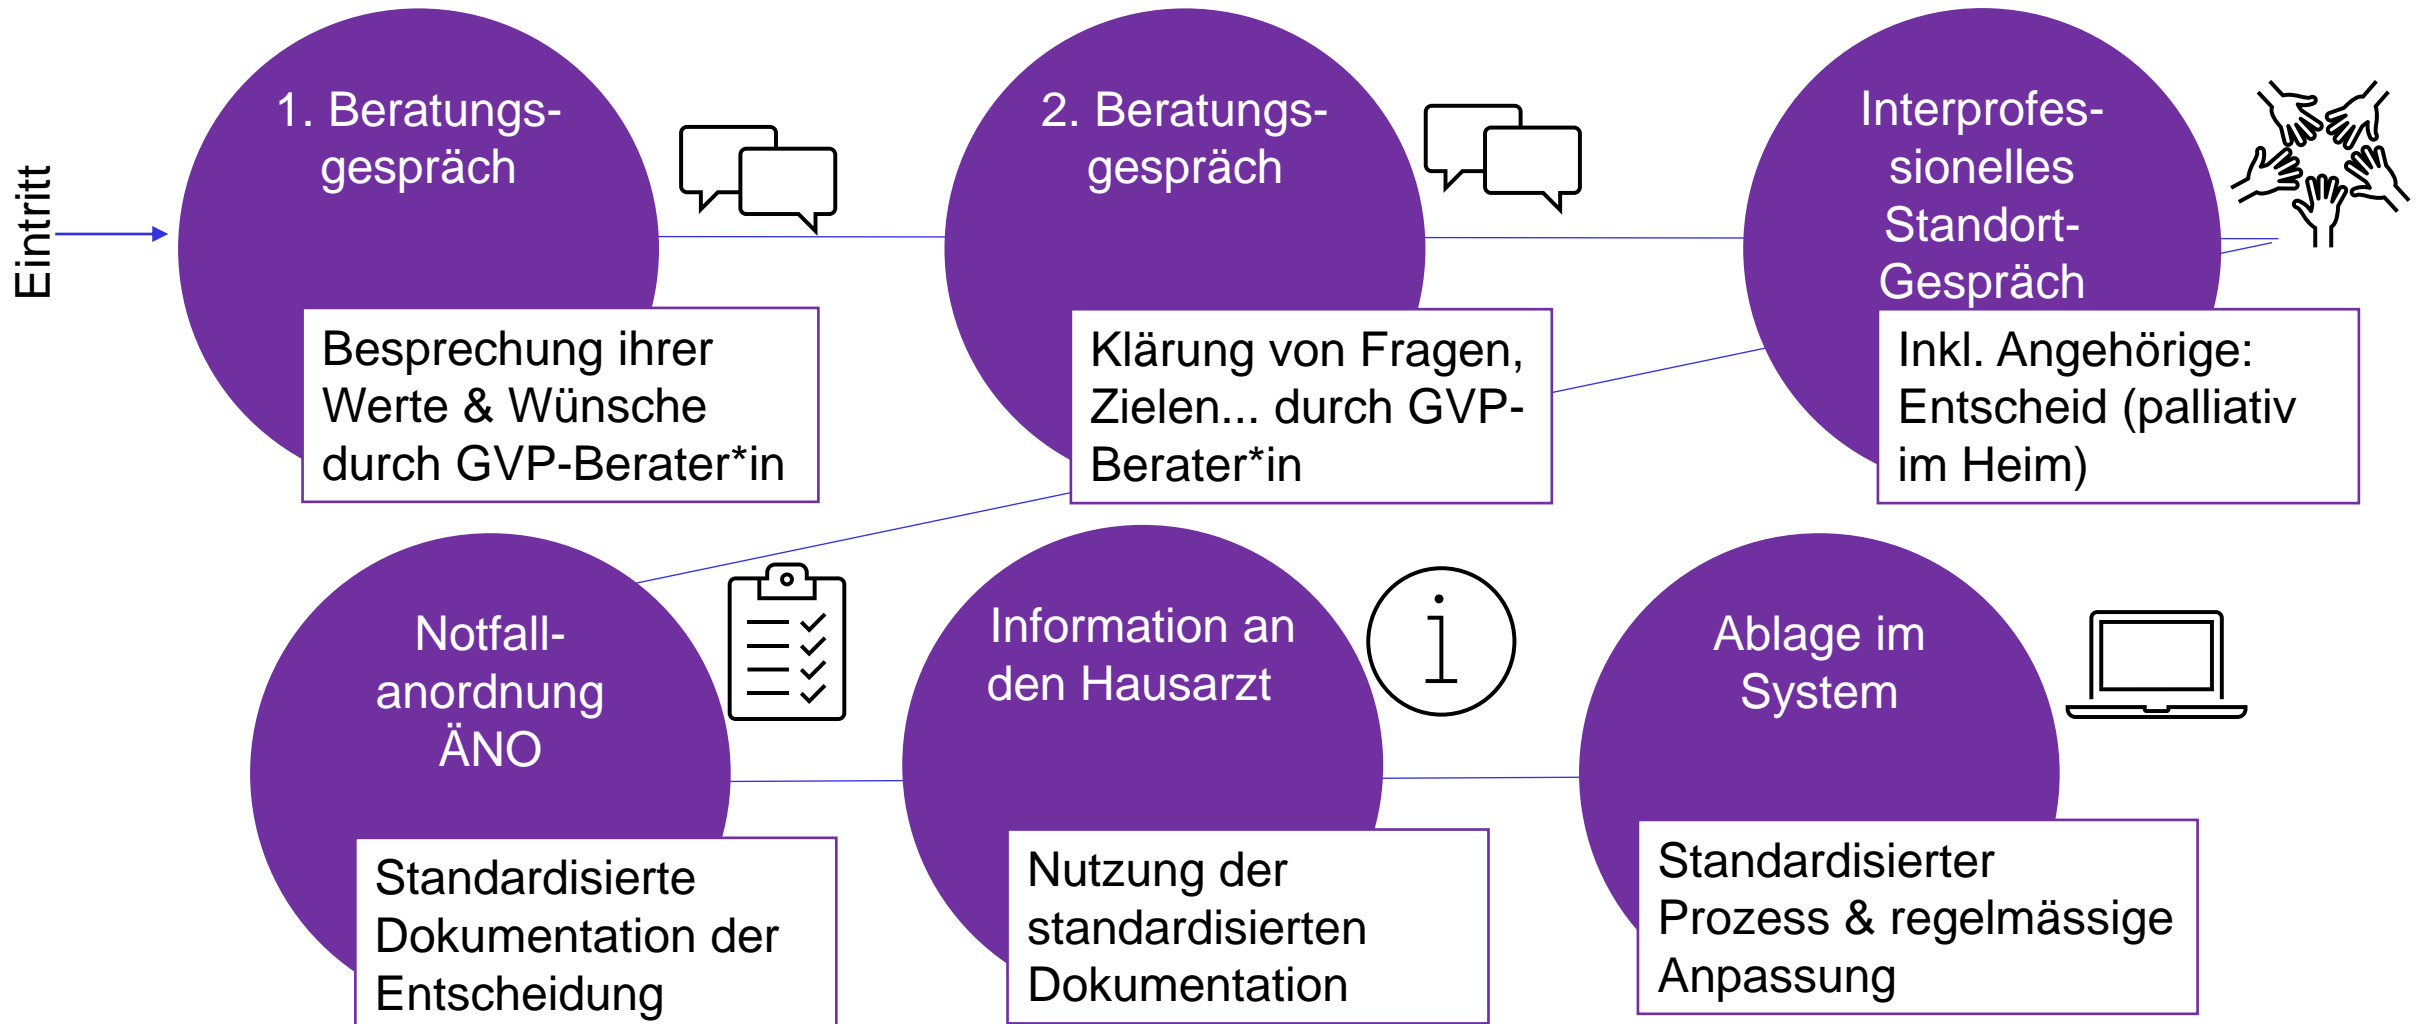 Eintritt
1. Beratungs-
gespräch
Besprechung ihrer
Werte & Wünsche
durch GVP-Berater*in
2. Beratungs-
gespräch
Klärung von Fragen,
Zielen... durch GVP-
Berater*in
Interprofes-
sionelles
Standort-
Gespräch
Inkl. Angehörige:
Entscheid (palliativ
im Heim)
Notfall-
anordnung
ÄNO
Standardisierte
Dokumentation der
Entscheidung
Information an
den Hausarzt
Nutzung der
standardisierten
Dokumentation
Ablage im
System
Standardisierter
Prozess & regelmässige
Anpassung